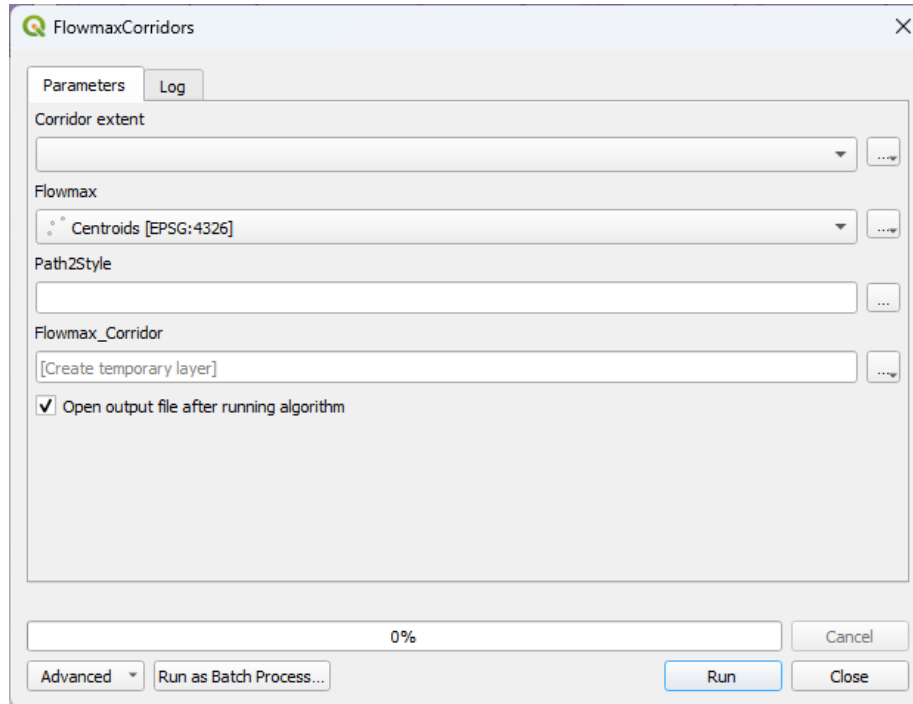 FlowmaxCorridors
Parameters Log
Corridor extent
...
Flowmax
Centroids [EPSG:4326]
...
Path2Style
...
Flowmax_Corridor
[Create temporary layer]
...
Open output file after running algorithm
0%
Cancel
Advanced Run as Batch Process... Run Close